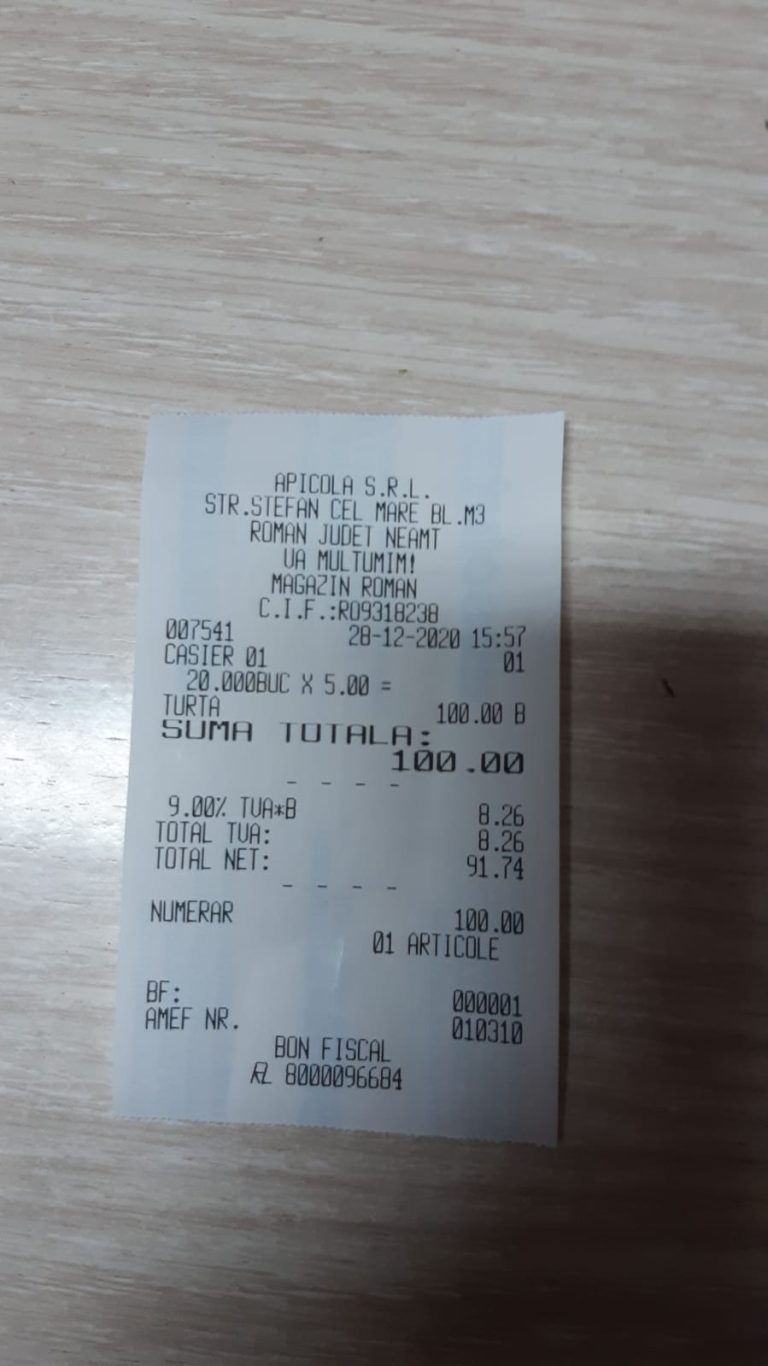 APICOLA S.R.L.
STR.STEFAN CEL MARE BL.M3
ROMAN JUDET NEAMT
VA MULTUMIM!
MAGAZIN ROMAN
C.I.F.:RO9318238
007541 28-12-2020 15:57
CASIER 01 01
20.000BUC X 5.00 =
TURTA 100.00 B
SUMA TOTALA:
100.00
- - - -
9.00% TVA*B 8.26
TOTAL TVA: 8.26
TOTAL NET: 91.74
- - - -
NUMERAR 100.00
01 ARTICOLE
BF: 000001
AMEF NR. 010310
BON FISCAL
8000096684